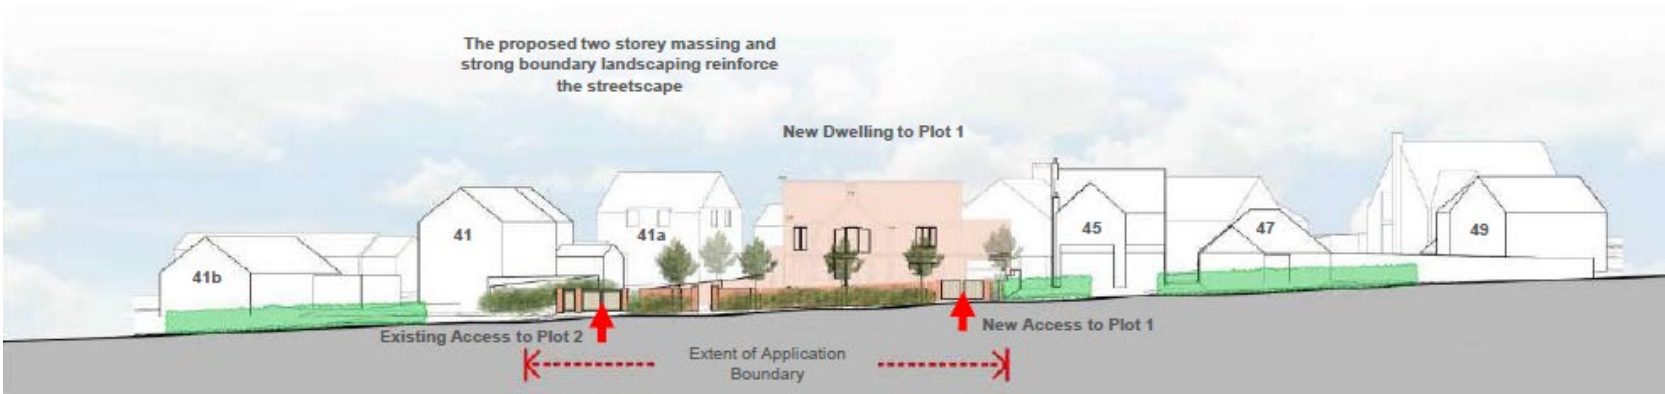 The proposed two storey massing and
strong boundary landscaping reinforce
the streetscape
New Dwelling to Plot 1
41b
41
41a
45
47
49
Existing Access to Plot 2
New Access to Plot 1
Extent of Application
Boundary